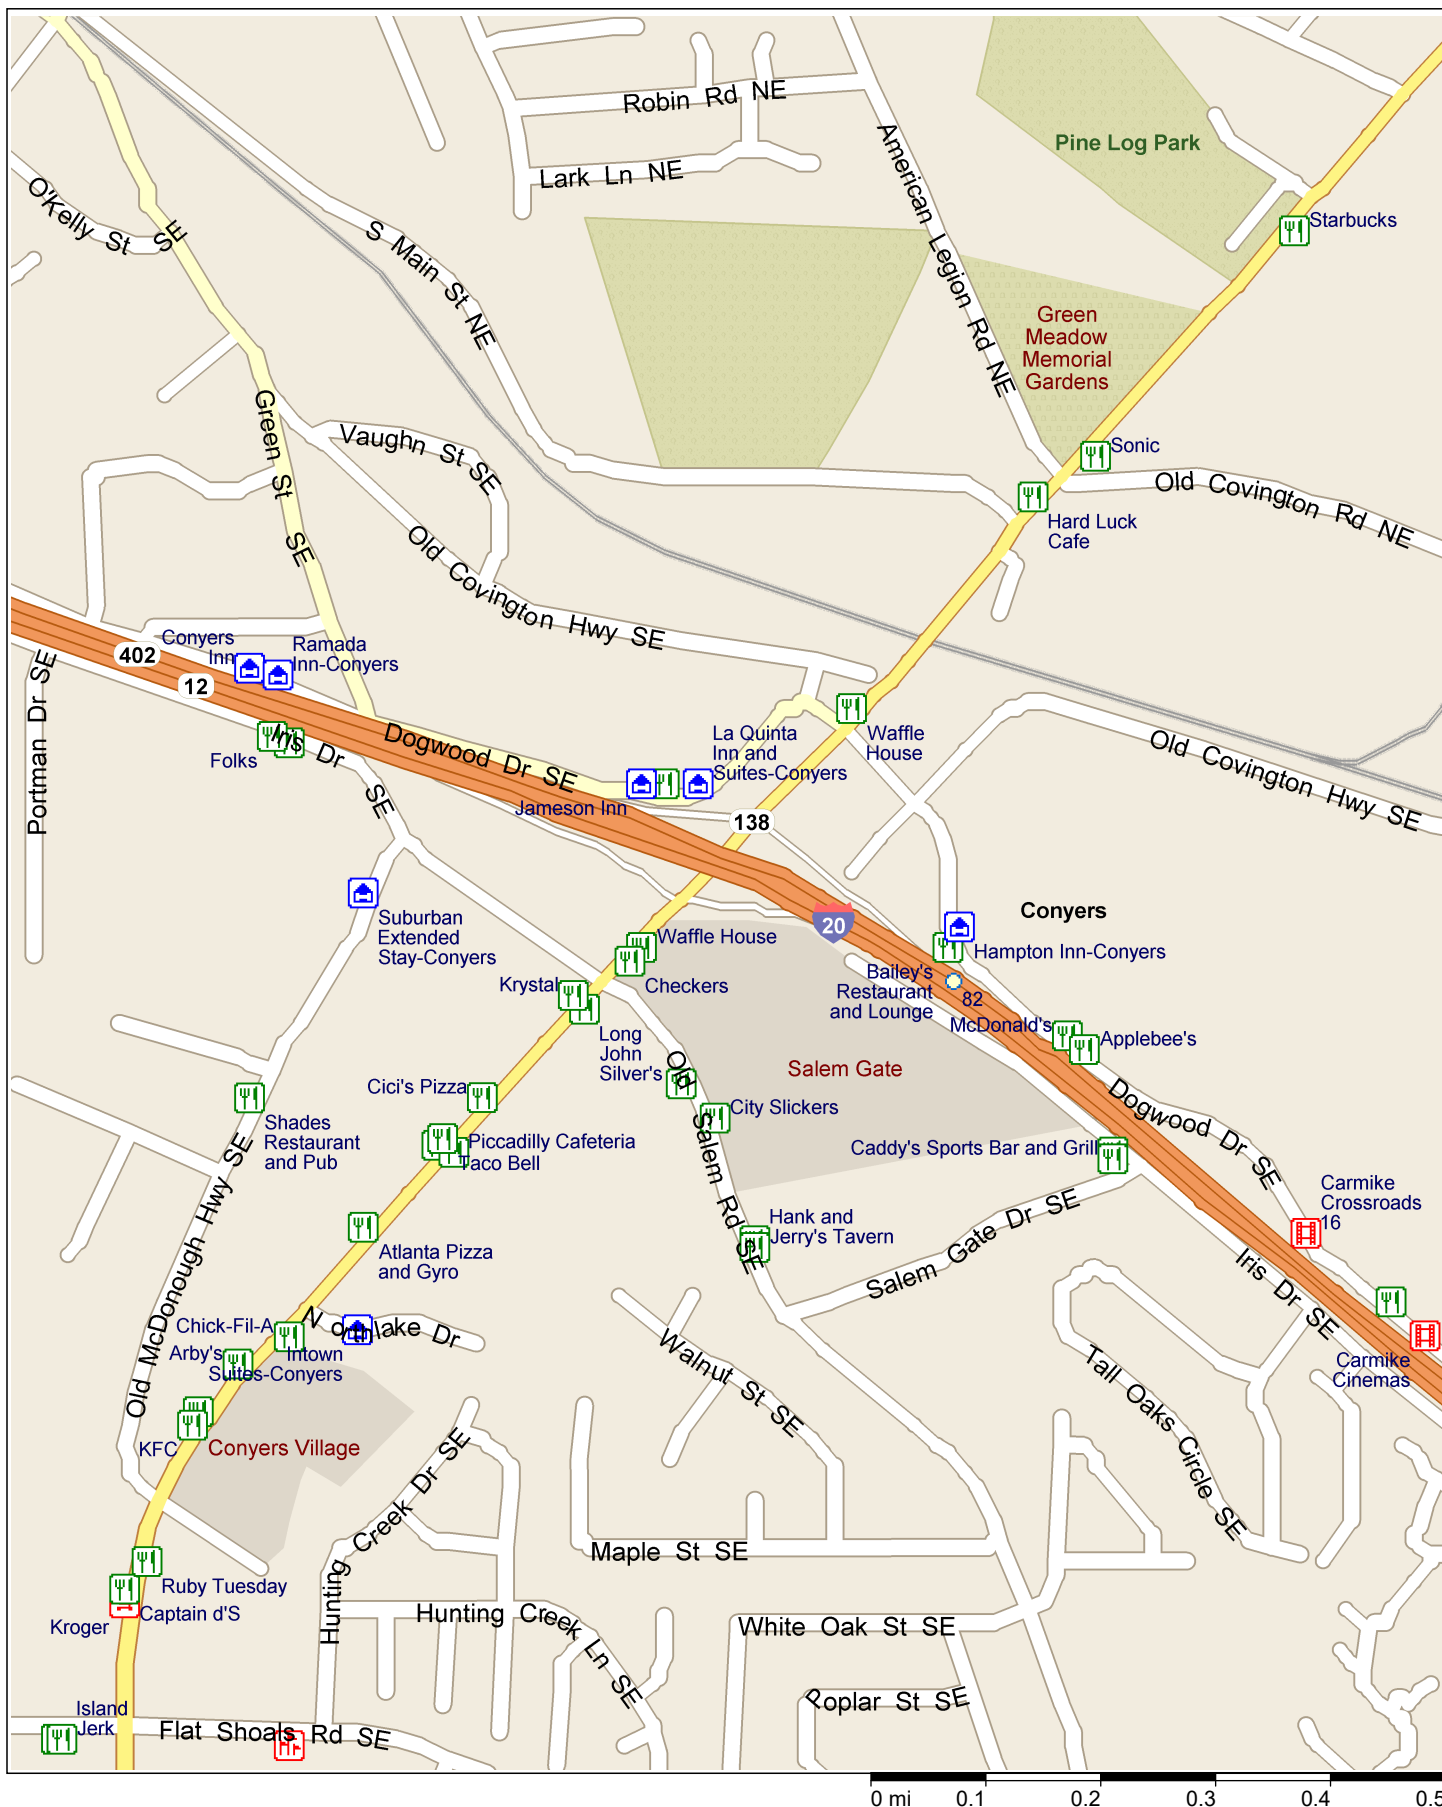 Robin Rd NE
Pine Log Park
American Legion Rd NE
Lark Ln NE
O'Kelly St
SE
Starbucks
S Main St NE
Green
Meadow
Memorial
Gardens
Green St SE
Vaughn St SE
Sonic
Old Covington Rd NE
Hard Luck
Cafe
Old Covington Hwy SE
Conyers
Inn
Ramada
Inn-Conyers
402
12
Portman Dr SE
Folks
Iris Dr SE
Dogwood Dr SE
La Quinta
Inn and
Suites-Conyers
Jameson Inn
Waffle
House
Old Covington Hwy SE
138
Suburban
Extended
Stay-Conyers
Conyers
20
Waffle House
Hampton Inn-Conyers
Checkers
Krystal
Bailey's
Restaurant
and Lounge
82
McDonald's
Applebee's
Long
John
Silver's
Old Salem Rd SE
Salem Gate
Cici's Pizza
City Slickers
Dogwood Dr SE
Shades
Restaurant
and Pub
Piccadilly Cafeteria
Taco Bell
Caddy's Sports Bar and Grill
Old McDonough Hwy SE
Carmike
Crossroads
16
Hank and
Jerry's Tavern
Salem Gate Dr SE
Atlanta Pizza
and Gyro
Iris Dr SE
Northlake Dr
Chick-Fil-A
Arby's
Intown
Suites-Conyers
Walnut St SE
Tall Oaks Circle SE
Carmike
Cinemas
KFC
Conyers Village
Hunting Creek Dr SE
Maple St SE
Ruby Tuesday
Captain d'S
Kroger
Hunting Creek Ln SE
White Oak St SE
Poplar St SE
Island
Jerk
Flat Shoals Rd SE
0 mi 0.1 0.2 0.3 0.4 0.5